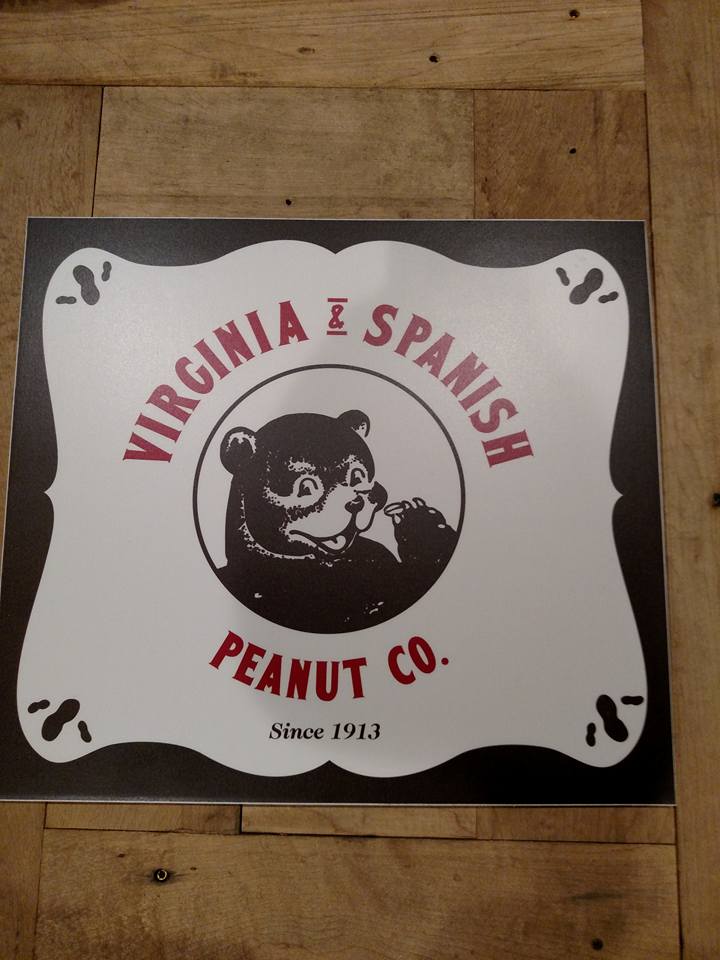 VIRGINIA & SPANISH
PEANUT CO.
Since 1913